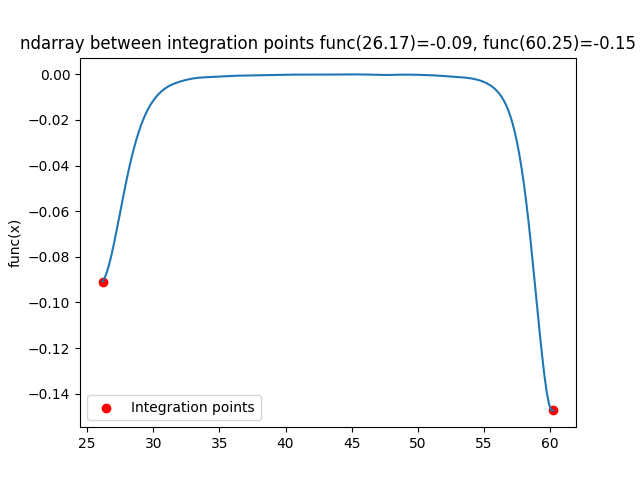 ndarray between integration points func(26.17)=-0.09, func(60.25)=-0.15
0.00
−0.02
−0.04
−0.06
−0.08
−0.10
−0.12
−0.14
func(x)
Integration points
25 30 35 40 45 50 55 60